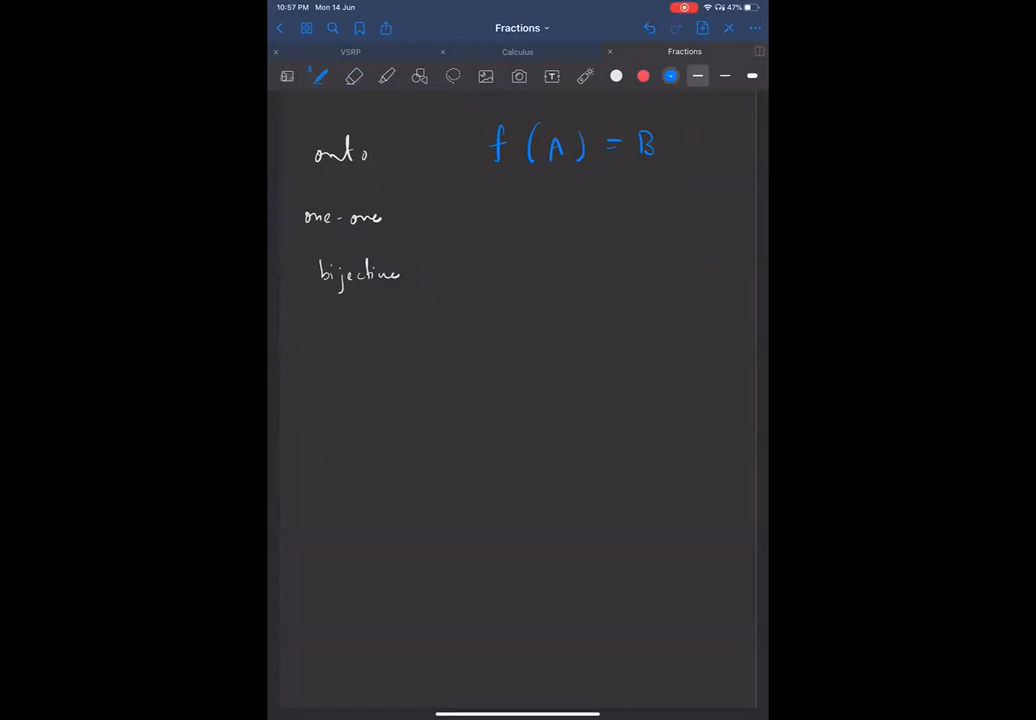 10:57 PM Mon 14 Jun 47%
Fractions
VSRP Calculus Fractions
onto f (A) = B
one-one
bijective